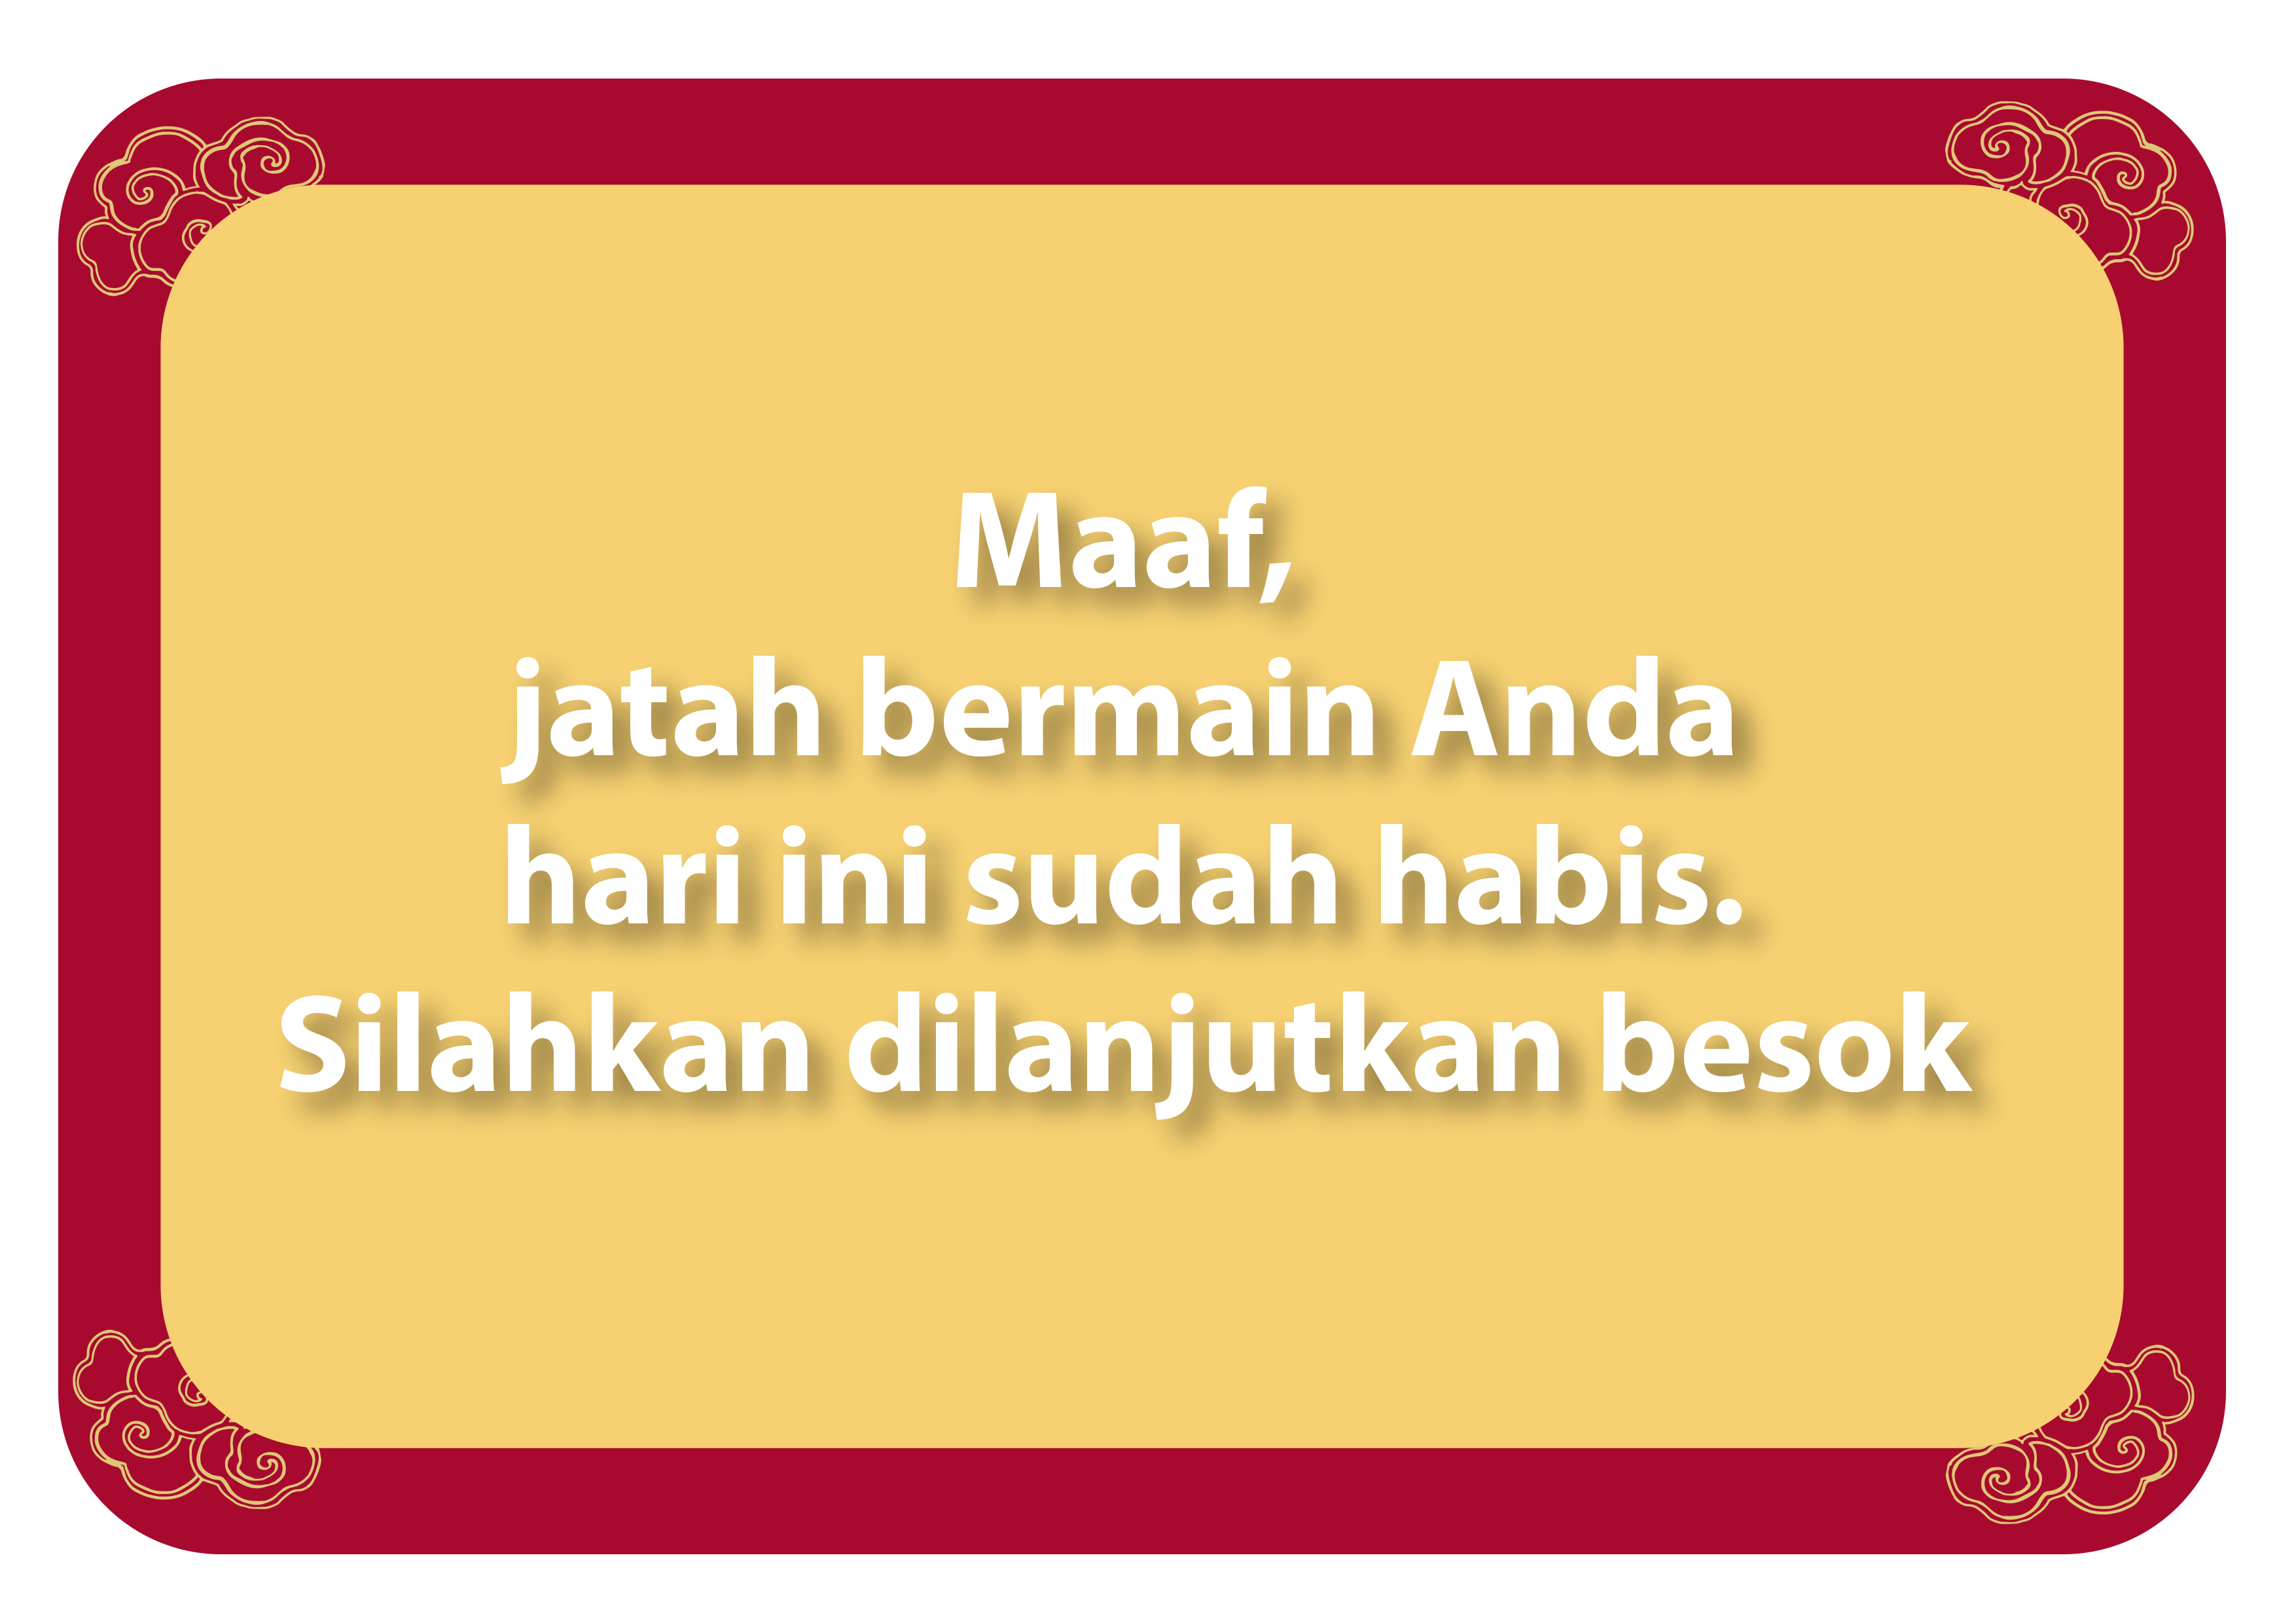 Maaf,
jatah bermain Anda
hari ini sudah habis.
Silahkan dilanjutkan besok